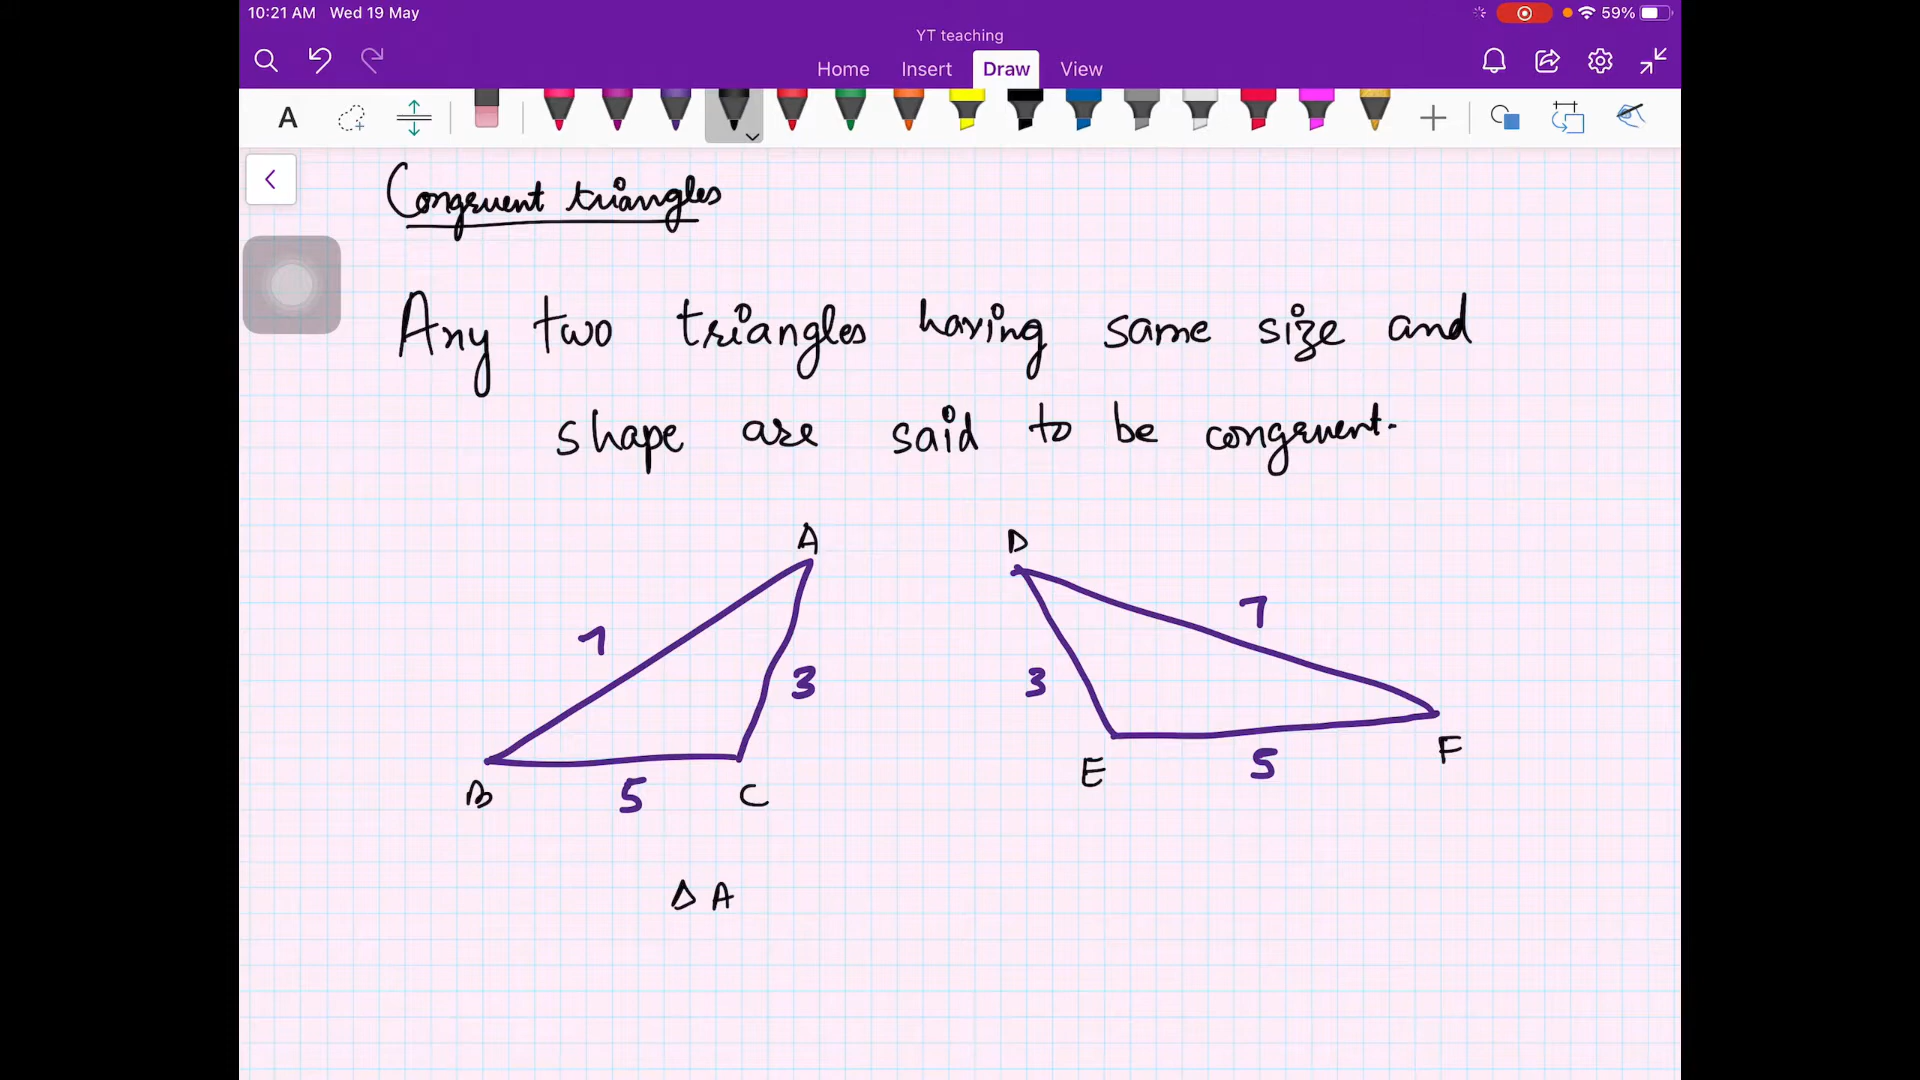 10:21 AM Wed 19 May
59%
YT teaching
Home Insert Draw View
A
Congruent triangles
Any two triangles having same size and
shape are said to be congruent.
A
D
7
7
3
3
B
5
C
E
5
F
Δ A